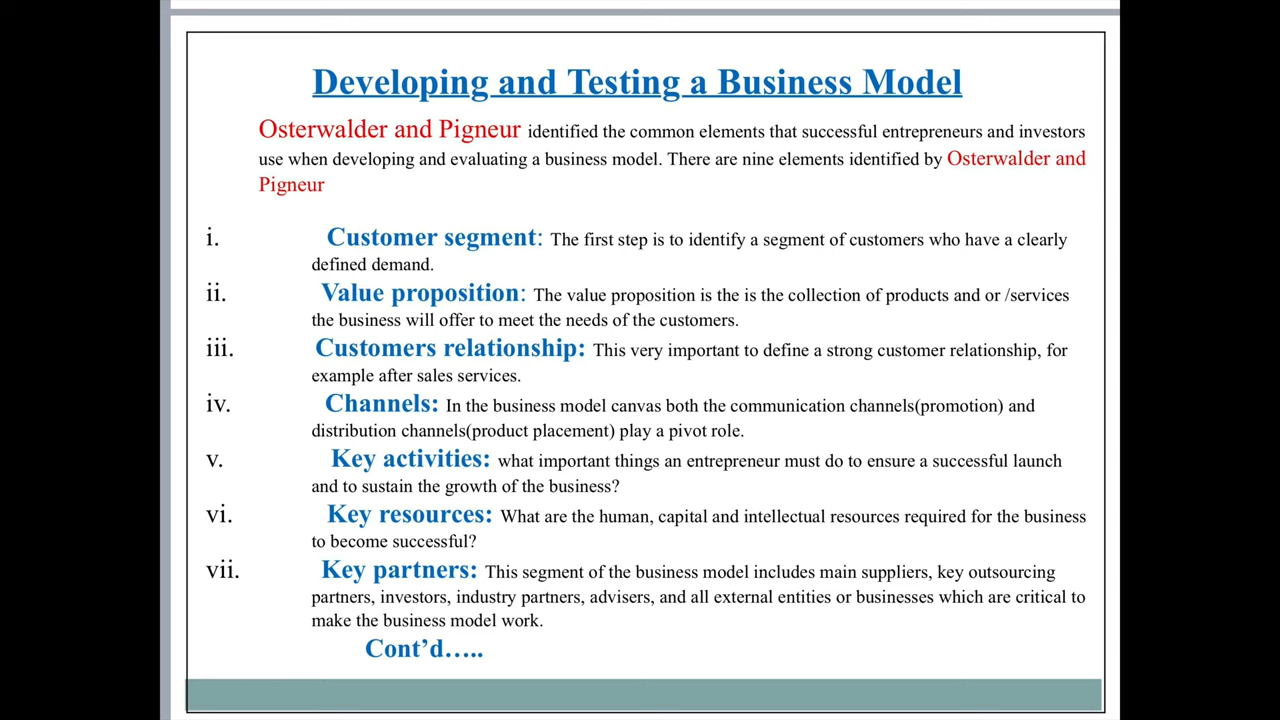 Developing and Testing a Business Model
Osterwalder and Pigneur identified the common elements that successful entrepreneurs and investors
use when developing and evaluating a business model. There are nine elements identified by Osterwalder and
Pigneur
i. Customer segment: The first step is to identify a segment of customers who have a clearly
defined demand.
ii. Value proposition: The value proposition is the is the collection of products and or /services
the business will offer to meet the needs of the customers.
iii. Customers relationship: This very important to define a strong customer relationship, for
example after sales services.
iv. Channels: In the business model canvas both the communication channels(promotion) and
distribution channels(product placement) play a pivot role.
v. Key activities: what important things an entrepreneur must do to ensure a successful launch
and to sustain the growth of the business?
vi. Key resources: What are the human, capital and intellectual resources required for the business
to become successful?
vii. Key partners: This segment of the business model includes main suppliers, key outsourcing
partners, investors, industry partners, advisers, and all external entities or businesses which are critical to
make the business model work.
Cont’d…..